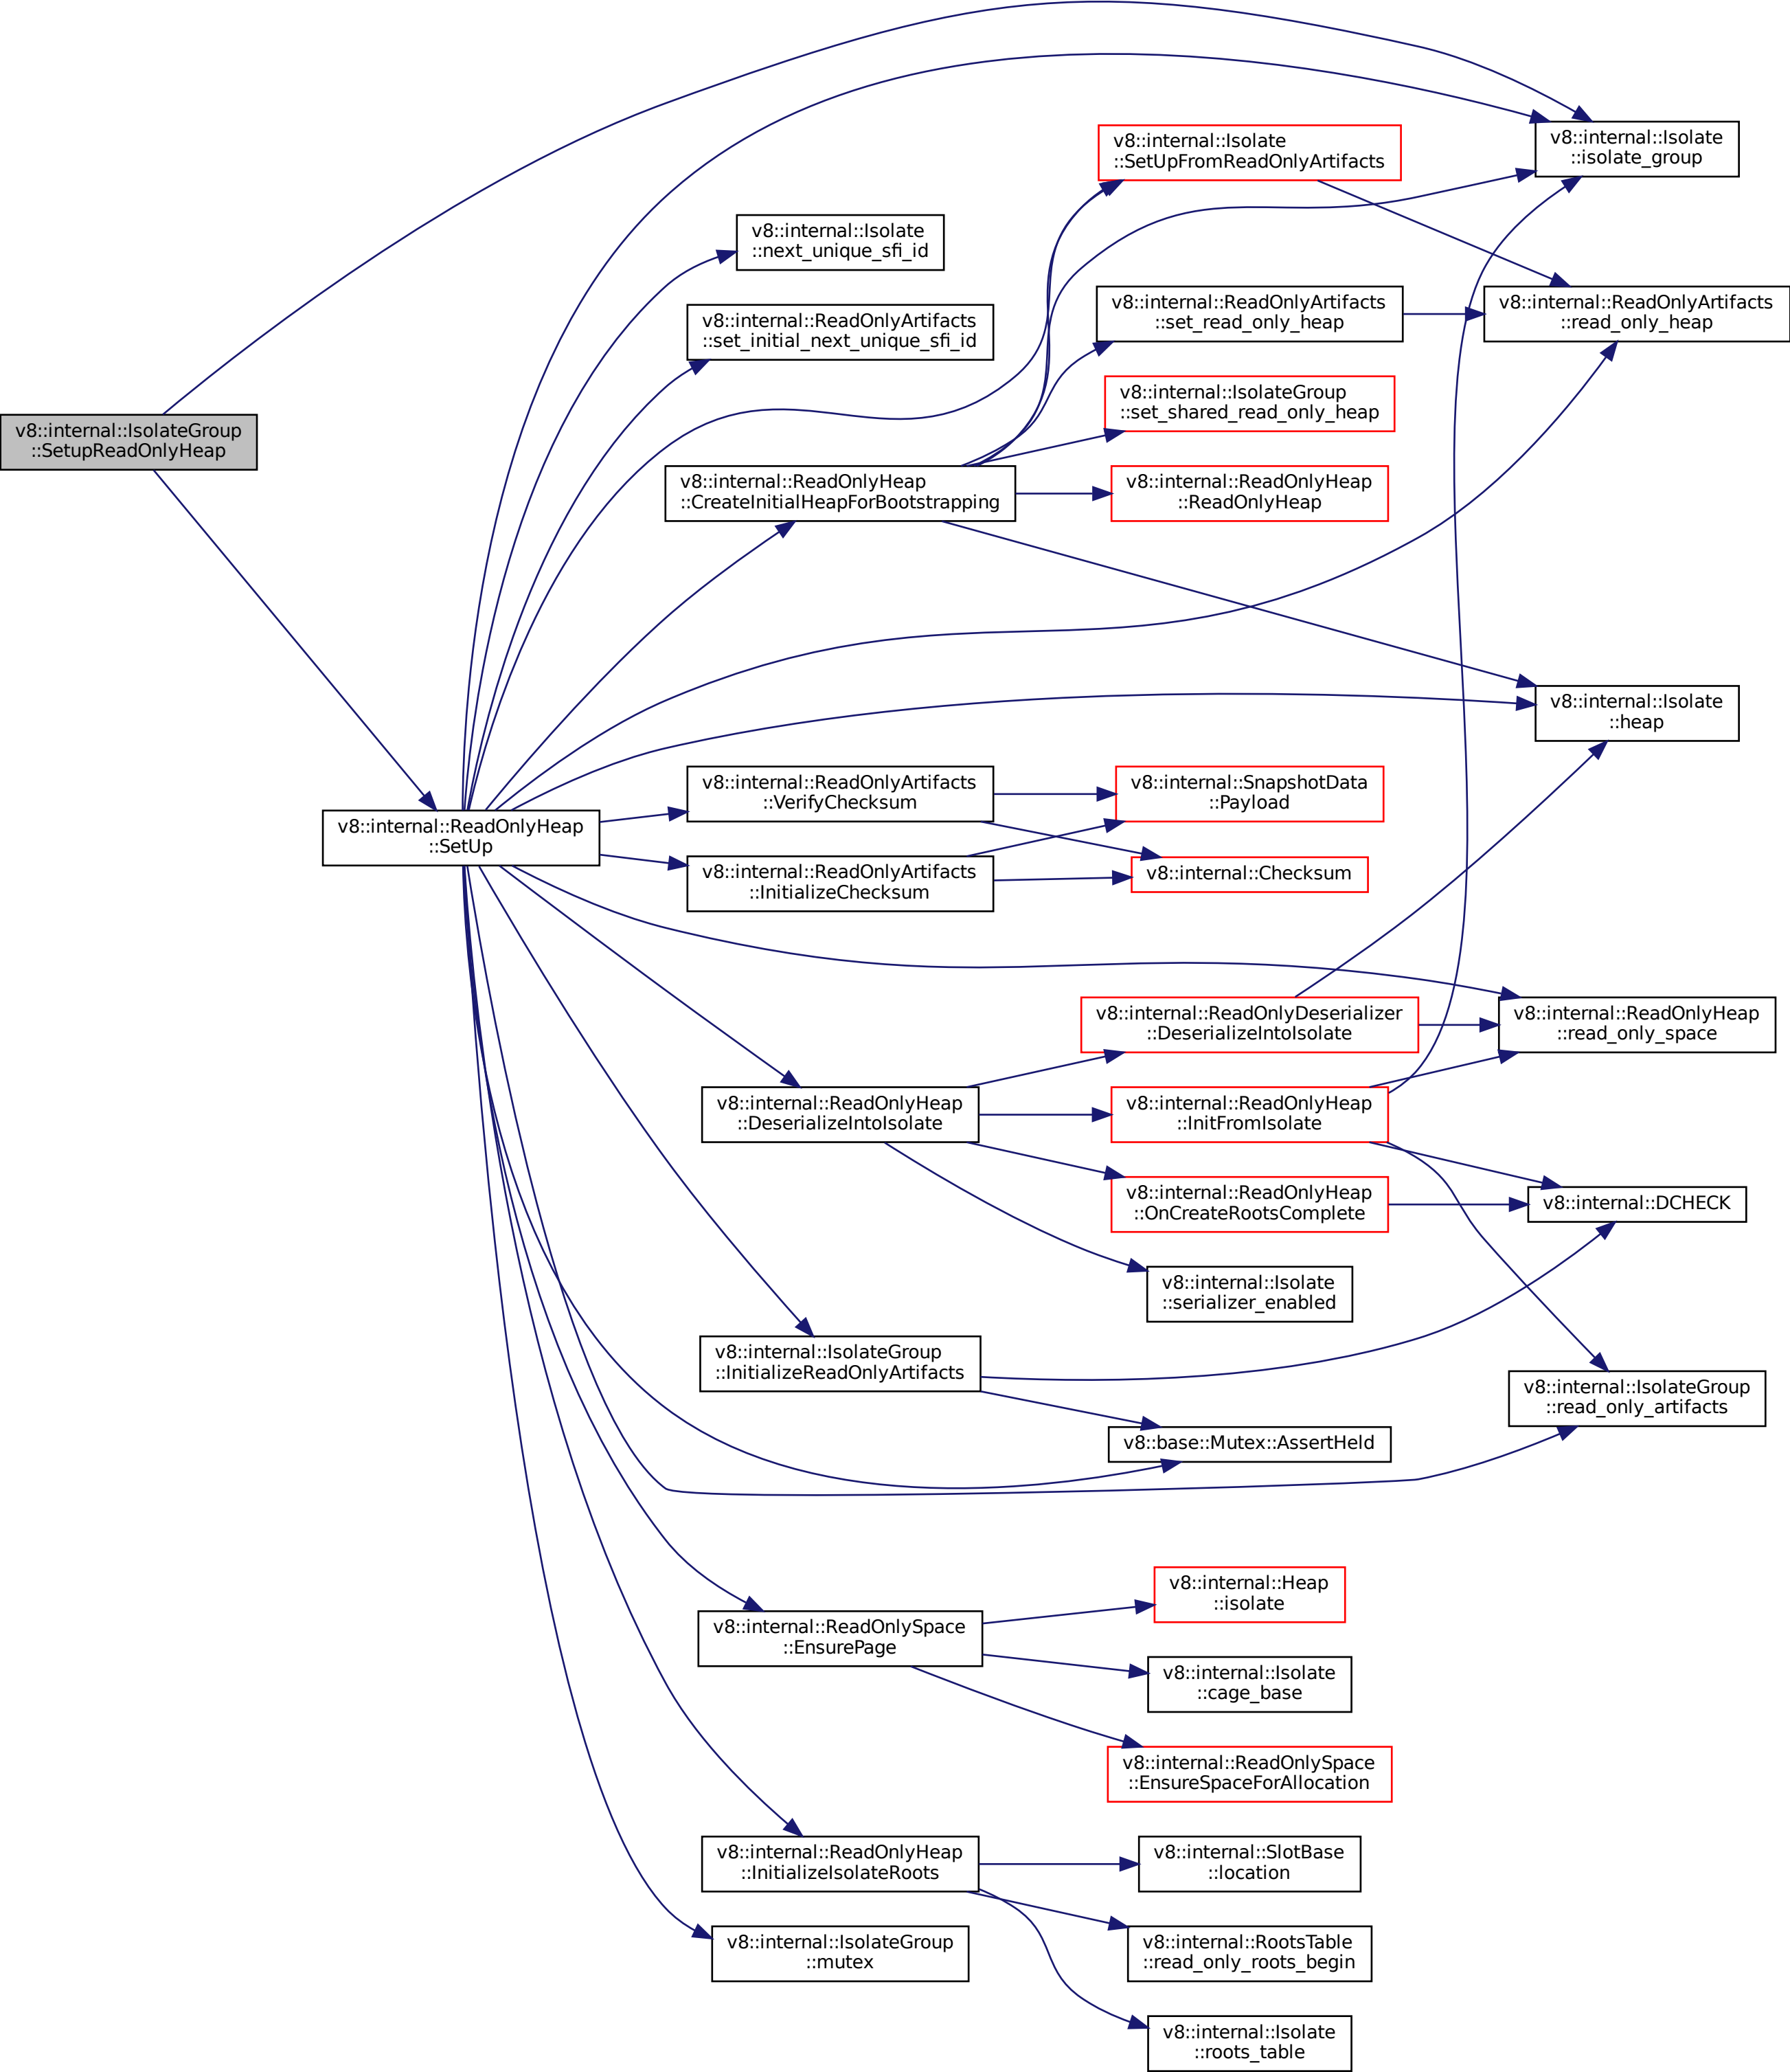 v8::internal::Isolate
::isolate_group
v8::internal::Isolate
::SetUpFromReadOnlyArtifacts
v8::internal::Isolate
::next_unique_sfi_id
v8::internal::ReadOnlyArtifacts
::set_read_only_heap
v8::internal::ReadOnlyArtifacts
::read_only_heap
v8::internal::ReadOnlyArtifacts
::set_initial_next_unique_sfi_id
v8::internal::IsolateGroup
::set_shared_read_only_heap
v8::internal::IsolateGroup
::SetupReadOnlyHeap
v8::internal::ReadOnlyHeap
::CreateInitialHeapForBootstrapping
v8::internal::ReadOnlyHeap
::ReadOnlyHeap
v8::internal::Isolate
::heap
v8::internal::ReadOnlyArtifacts
::VerifyChecksum
v8::internal::SnapshotData
::Payload
v8::internal::ReadOnlyHeap
::SetUp
v8::internal::ReadOnlyArtifacts
::InitializeChecksum
v8::internal::Checksum
v8::internal::ReadOnlyDeserializer
::DeserializeIntoIsolate
v8::internal::ReadOnlyHeap
::read_only_space
v8::internal::ReadOnlyHeap
::DeserializeIntoIsolate
v8::internal::ReadOnlyHeap
::InitFromIsolate
v8::internal::ReadOnlyHeap
::OnCreateRootsComplete
v8::internal::DCHECK
v8::internal::Isolate
::serializer_enabled
v8::internal::IsolateGroup
::InitializeReadOnlyArtifacts
v8::internal::IsolateGroup
::read_only_artifacts
v8::base::Mutex::AssertHeld
v8::internal::Heap
::isolate
v8::internal::ReadOnlySpace
::EnsurePage
v8::internal::Isolate
::cage_base
v8::internal::ReadOnlySpace
::EnsureSpaceForAllocation
v8::internal::ReadOnlyHeap
::InitializeIsolateRoots
v8::internal::SlotBase
::location
v8::internal::IsolateGroup
::mutex
v8::internal::RootsTable
::read_only_roots_begin
v8::internal::Isolate
::roots_table